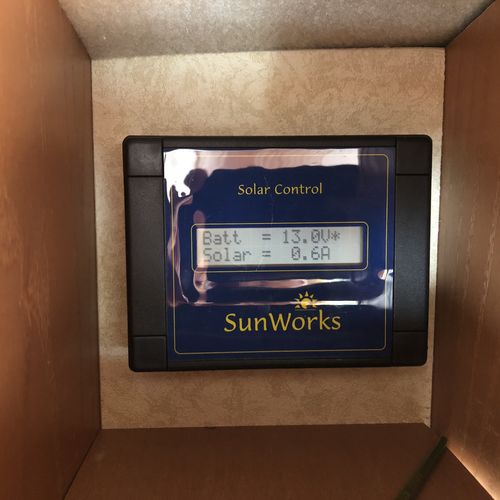 Solar Control
Batt = 13.0V*
Solar = 0.6A
SunWorks